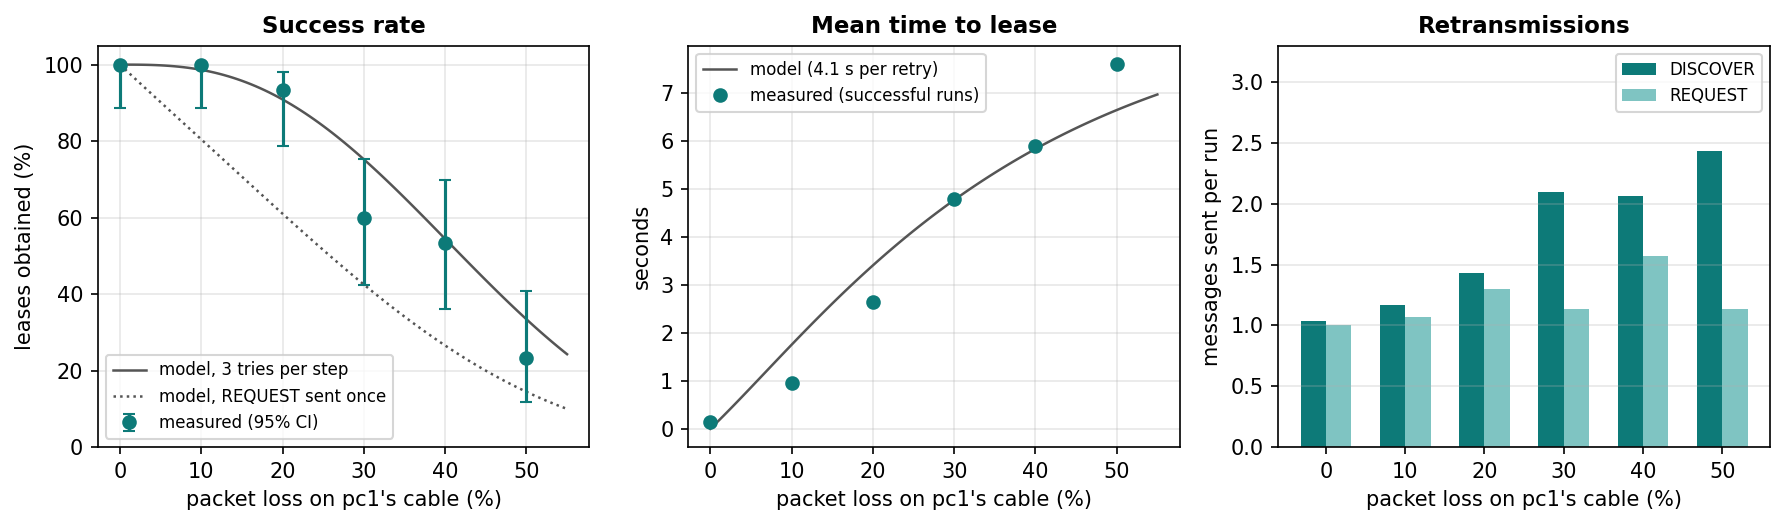 Success rate
leases obtained (%)
100
80
60
40
20
0
model, 3 tries per step
model, REQUEST sent once
measured (95% CI)
0 10 20 30 40 50
packet loss on pc1's cable (%)
Mean time to lease
seconds
7
6
5
4
3
2
1
0
model (4.1 s per retry)
measured (successful runs)
0 10 20 30 40 50
packet loss on pc1's cable (%)
Retransmissions
messages sent per run
3.0
2.5
2.0
1.5
1.0
0.5
0.0
DISCOVER
REQUEST
0 10 20 30 40 50
packet loss on pc1's cable (%)